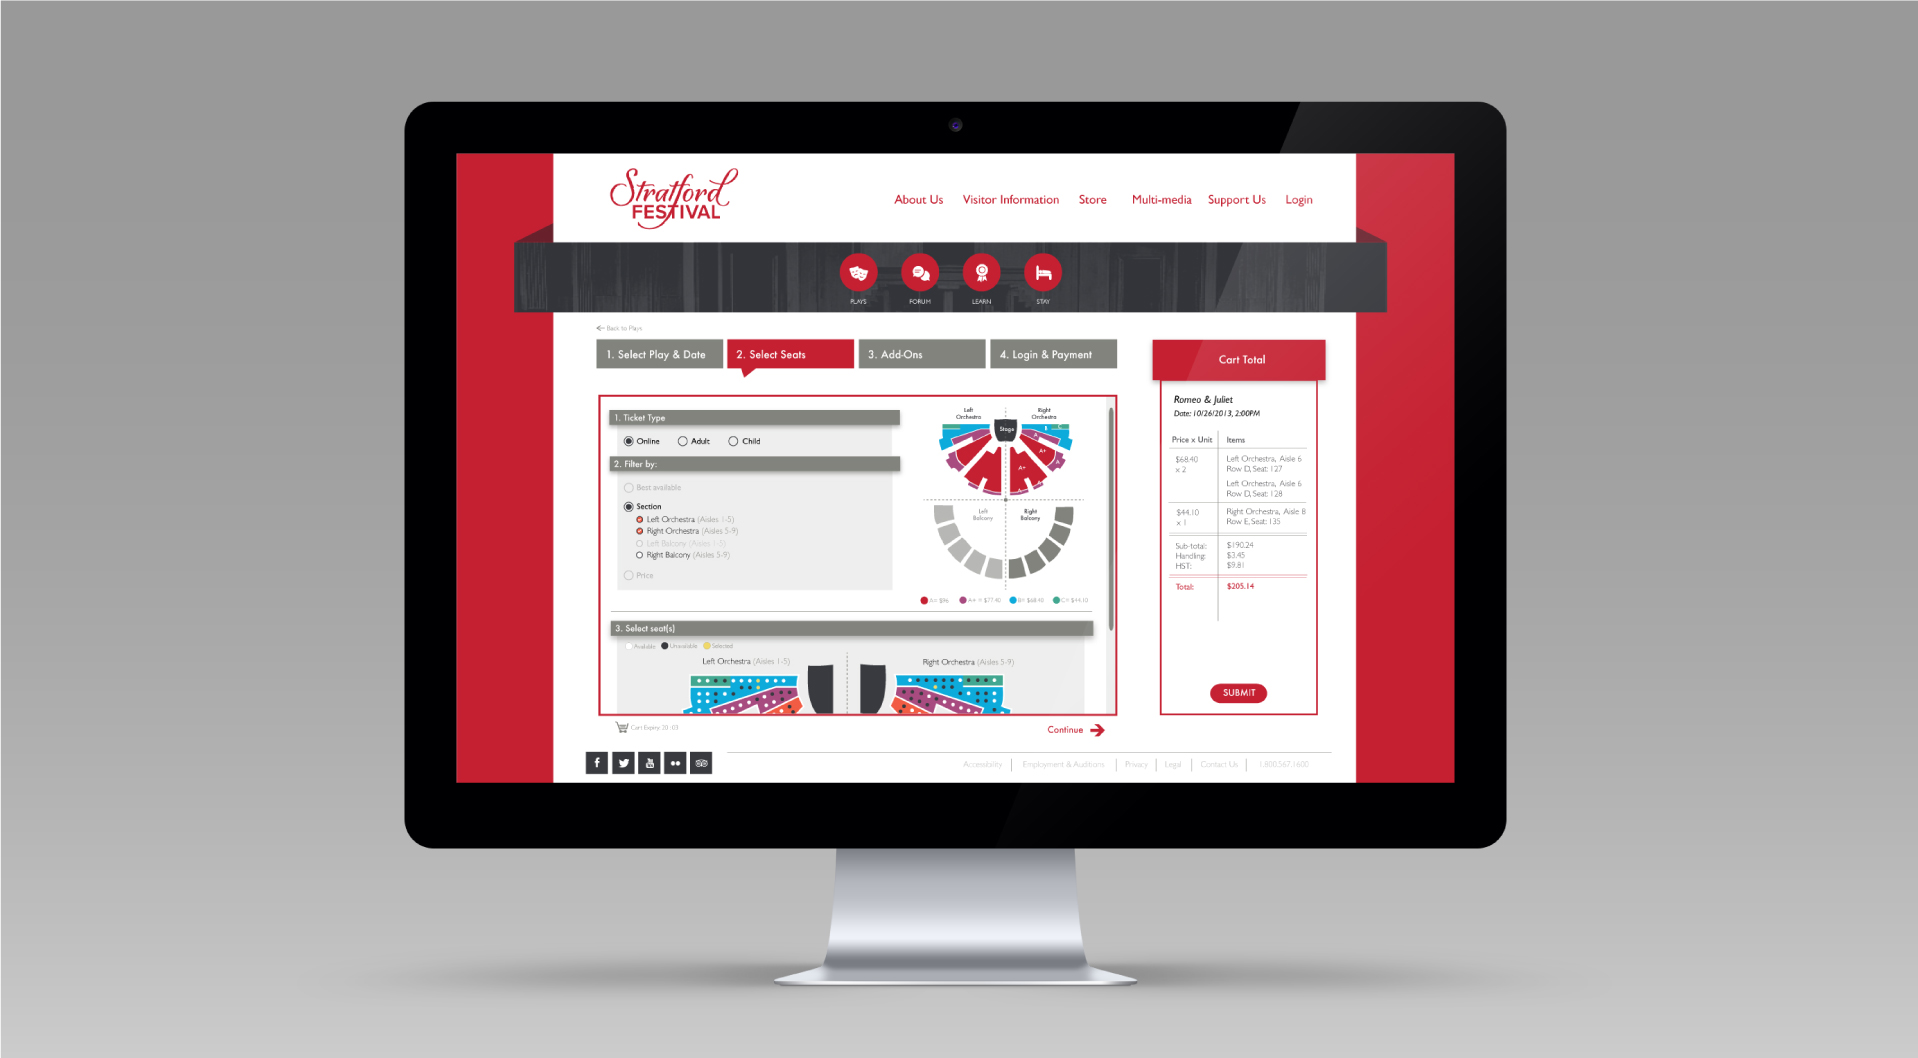 Stratford
FESTIVAL
About Us Visitor Information Store Multi-media Support Us Login
PLAYS FORUM LEARN STAY
Back to Plays
1. Select Play & Date 2. Select Seats 3. Add-Ons 4. Login & Payment
1. Ticket Type
Online Adult Child
2. Filter by:
Best available
Section
Left Orchestra (Aisles 1-5)
Right Orchestra (Aisles 5-9)
Left Balcony (Aisles 1-5)
Right Balcony (Aisles 5-9)
Price
Left
Orchestra
Right
Orchestra
Stage
B C
A
A+
A
A+
Left
Balcony
Right
Balcony
A= $96 A+ = $77.40 B= $68.40 C= $44.10
3. Select seat(s)
Available Unavailable Selected
Left Orchestra (Aisles 1-5) Right Orchestra (Aisles 5-9)
Cart Expiry 20:03
Continue
Cart Total
Romeo & Juliet
Date: 10/26/2013, 2:00PM
Price x Unit Items
$68.40 Left Orchestra, Aisle 6
x 2 Row D, Seat: 127
Left Orchestra, Aisle 6
Row D, Seat: 128
$44.10 Right Orchestra, Aisle 8
x 1 Row E, Seat: 135
Sub-total: $190.24
Handling: $3.45
HST: $9.81
Total: $205.14
SUBMIT
Accessibility Employment & Auditions Privacy Legal Contact Us 1.800.567.1600